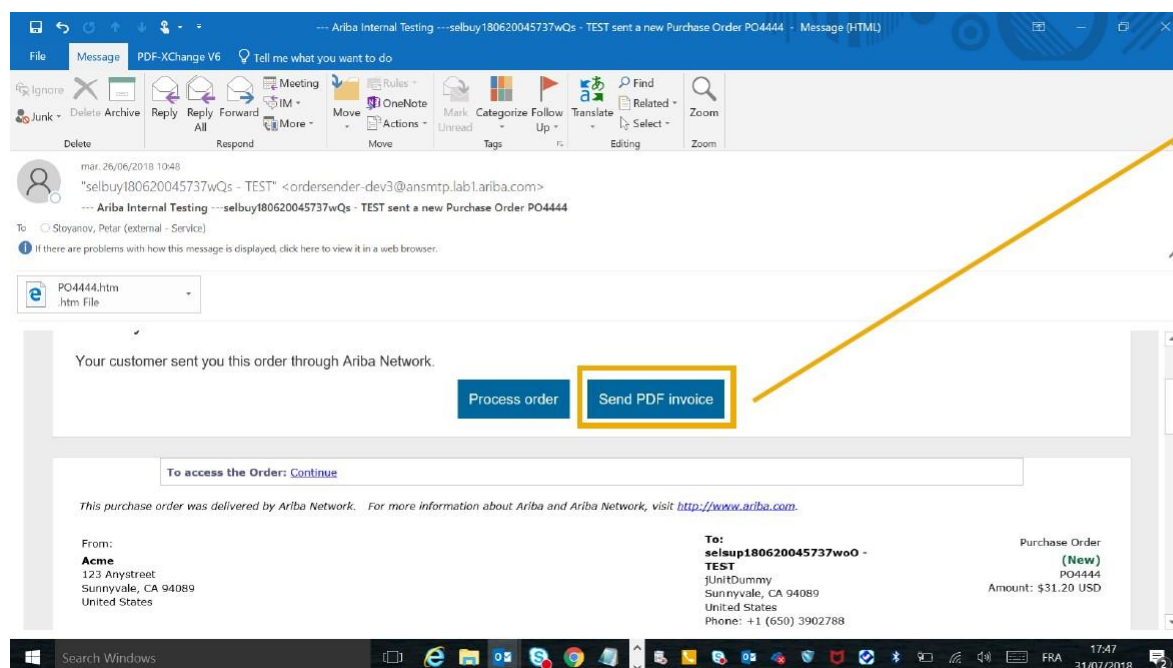 --- Ariba Internal Testing ---selbuy180620045737wQs - TEST sent a new Purchase Order PO4444 - Message (HTML)
File Message PDF-XChange V6 Tell me what you want to do
Ignore
Junk
Delete Archive
Reply Reply All Forward
Meeting
IM
More
Move
Rules
OneNote
Actions
Mark Unread
Categorize Follow Up
Translate
Find
Related
Select
Zoom
Delete Respond Move Tags Editing Zoom
mar. 26/06/2018 10:48
"selbuy180620045737wQs - TEST" <ordersender-dev3@ansmtp.lab1.ariba.com>
--- Ariba Internal Testing ---selbuy180620045737wQs - TEST sent a new Purchase Order PO4444
To Stoyanov, Petar (external - Service)
If there are problems with how this message is displayed, click here to view it in a web browser.
PO4444.htm
.htm File
Your customer sent you this order through Ariba Network.
Process order Send PDF invoice
To access the Order: Continue
This purchase order was delivered by Ariba Network. For more information about Ariba and Ariba Network, visit http://www.ariba.com.
From:
Acme
123 Anystreet
Sunnyvale, CA 94089
United States
To:
selsup180620045737woO -
TEST
jUnitDummy
Sunnyvale, CA 94089
United States
Phone: +1 (650) 3902788
Purchase Order
(New)
PO4444
Amount: $31.20 USD
Search Windows
FRA
17:47
31/07/2018